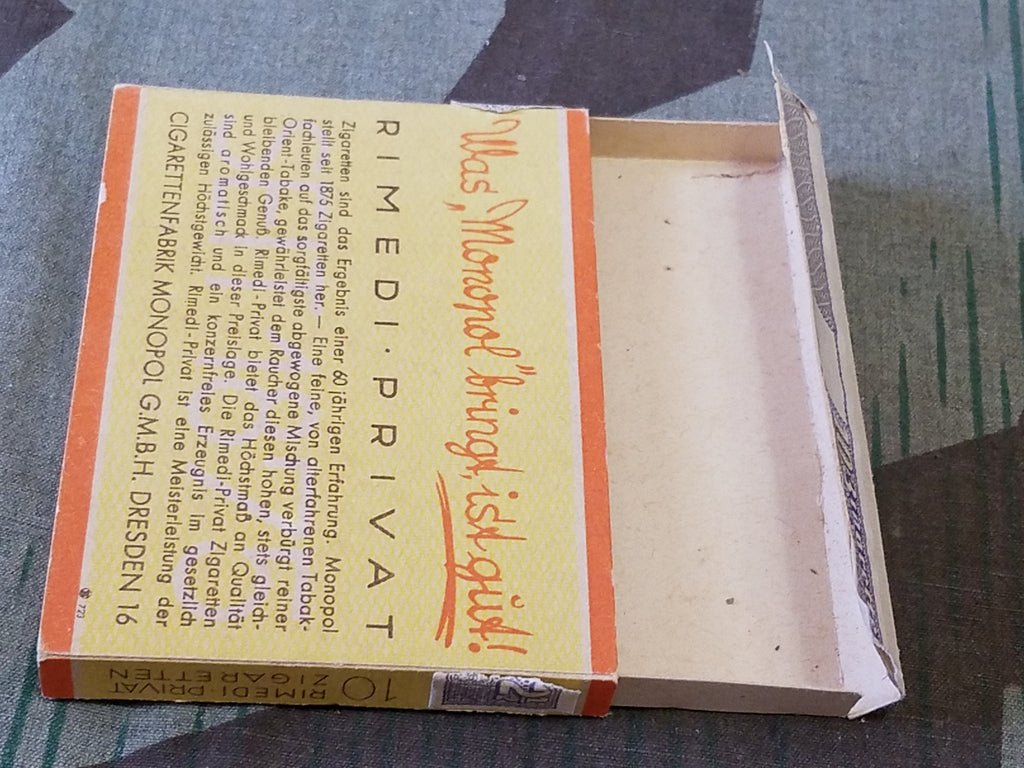 Was „Monopol" bringt, ist gut!
RIMEDI·PRIVAT
Zigaretten sind das Ergebnis einer 60 jährigen Erfahrung. Monopol
stellt seit 1875 Zigaretten her. — Eine feine, von alterfahrenen Tabak-
fachleuten auf das sorgfältigste abgewogene Mischung verbürgt reiner
Orient-Tabake, gewährleistet dem Raucher diesen hohen, stets gleich-
bleibenden Genuß. Rimedi-Privat bietet das Höchstmaß an Qualität
und Wohlgeschmack in dieser Preislage. Die Rimedi-Privat Zigaretten
sind aromatisch und ein konzernfreies Erzeugnis im gesetzlich
zulässigen Höchstgewicht. Rimedi-Privat ist eine Meisterleistung der
CIGARETTENFABRIK MONOPOL G.M.B.H. DRESDEN 16
723
10 RIMEDI·PRIVAT
ZIGARETTEN